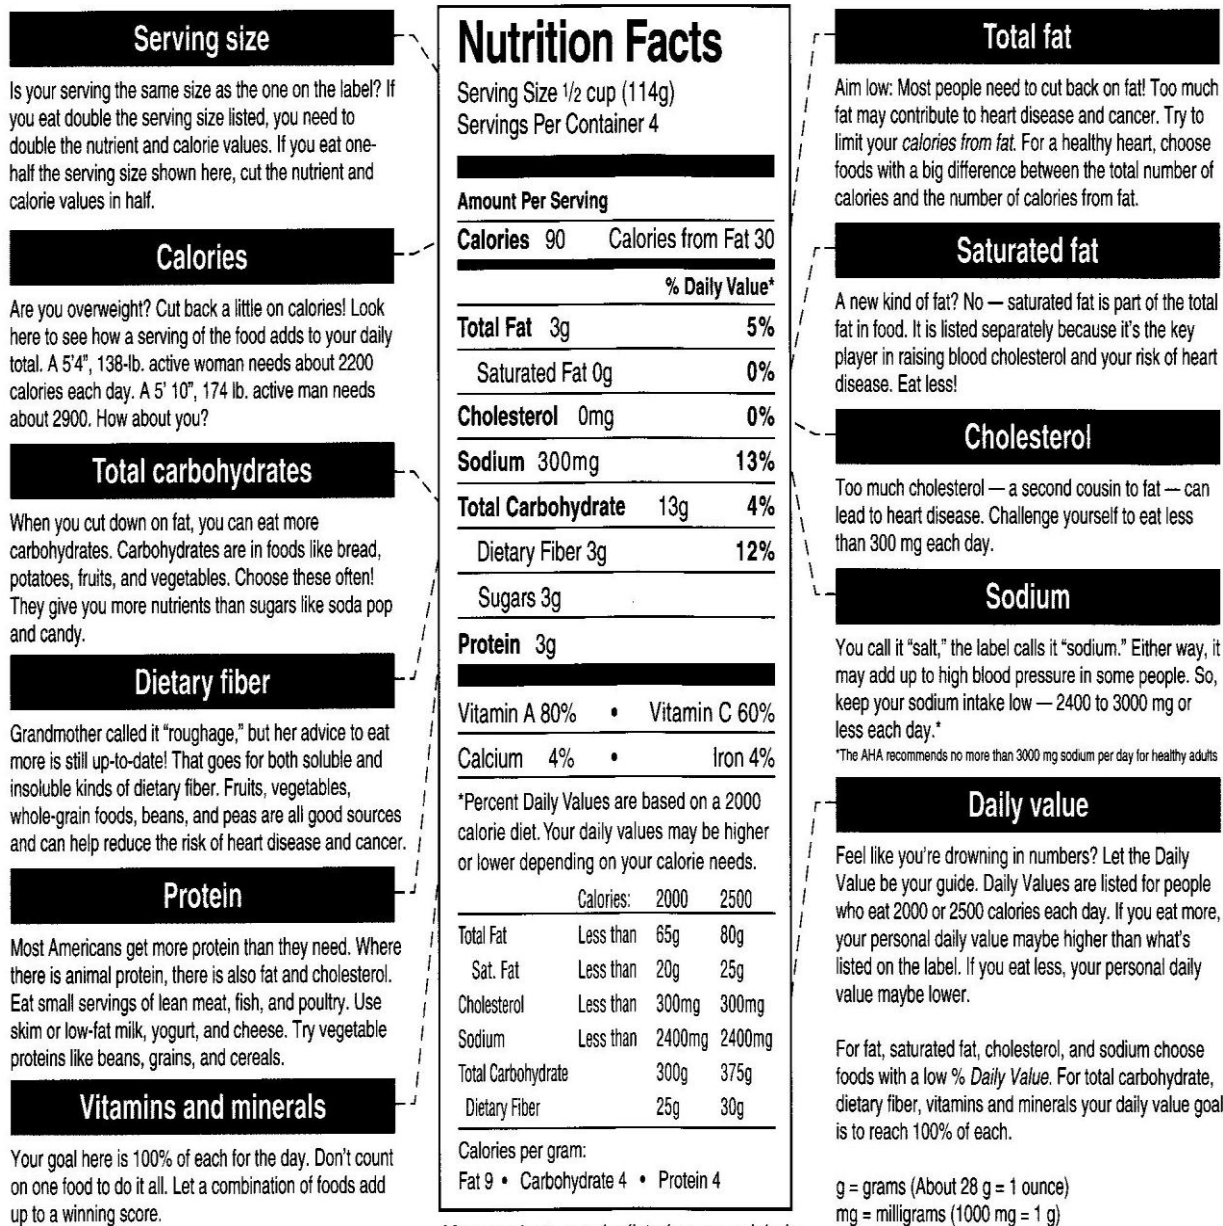 Serving size
Is your serving the same size as the one on the label? If
you eat double the serving size listed, you need to
double the nutrient and calorie values. If you eat one-
half the serving size shown here, cut the nutrient and
calorie values in half.
Calories
Are you overweight? Cut back a little on calories! Look
here to see how a serving of the food adds to your daily
total. A 5'4", 138-lb. active woman needs about 2200
calories each day. A 5' 10", 174 lb. active man needs
about 2900. How about you?
Total carbohydrates
When you cut down on fat, you can eat more
carbohydrates. Carbohydrates are in foods like bread,
potatoes, fruits, and vegetables. Choose these often!
They give you more nutrients than sugars like soda pop
and candy.
Dietary fiber
Grandmother called it "roughage," but her advice to eat
more is still up-to-date! That goes for both soluble and
insoluble kinds of dietary fiber. Fruits, vegetables,
whole-grain foods, beans, and peas are all good sources
and can help reduce the risk of heart disease and cancer.
Protein
Most Americans get more protein than they need. Where
there is animal protein, there is also fat and cholesterol.
Eat small servings of lean meat, fish, and poultry. Use
skim or low-fat milk, yogurt, and cheese. Try vegetable
proteins like beans, grains, and cereals.
Vitamins and minerals
Your goal here is 100% of each for the day. Don't count
on one food to do it all. Let a combination of foods add
up to a winning score.
Nutrition Facts
Serving Size 1/2 cup (114g)
Servings Per Container 4
Amount Per Serving
Calories 90 Calories from Fat 30
% Daily Value*
Total Fat 3g 5%
Saturated Fat 0g 0%
Cholesterol 0mg 0%
Sodium 300mg 13%
Total Carbohydrate 13g 4%
Dietary Fiber 3g 12%
Sugars 3g
Protein 3g
Vitamin A 80% • Vitamin C 60%
Calcium 4% • Iron 4%
*Percent Daily Values are based on a 2000
calorie diet. Your daily values may be higher
or lower depending on your calorie needs.
Calories: 2000 2500
Total Fat Less than 65g 80g
Sat. Fat Less than 20g 25g
Cholesterol Less than 300mg 300mg
Sodium Less than 2400mg 2400mg
Total Carbohydrate 300g 375g
Dietary Fiber 25g 30g
Calories per gram:
Fat 9 • Carbohydrate 4 • Protein 4
Total fat
Aim low: Most people need to cut back on fat! Too much
fat may contribute to heart disease and cancer. Try to
limit your calories from fat. For a healthy heart, choose
foods with a big difference between the total number of
calories and the number of calories from fat.
Saturated fat
A new kind of fat? No — saturated fat is part of the total
fat in food. It is listed separately because it's the key
player in raising blood cholesterol and your risk of heart
disease. Eat less!
Cholesterol
Too much cholesterol — a second cousin to fat — can
lead to heart disease. Challenge yourself to eat less
than 300 mg each day.
Sodium
You call it "salt," the label calls it "sodium." Either way, it
may add up to high blood pressure in some people. So,
keep your sodium intake low — 2400 to 3000 mg or
less each day.*
*The AHA recommends no more than 3000 mg sodium per day for healthy adults
Daily value
Feel like you're drowning in numbers? Let the Daily
Value be your guide. Daily Values are listed for people
who eat 2000 or 2500 calories each day. If you eat more,
your personal daily value maybe higher than what's
listed on the label. If you eat less, your personal daily
value maybe lower.
For fat, saturated fat, cholesterol, and sodium choose
foods with a low % Daily Value. For total carbohydrate,
dietary fiber, vitamins and minerals your daily value goal
is to reach 100% of each.
g = grams (About 28 g = 1 ounce)
mg = milligrams (1000 mg = 1 g)